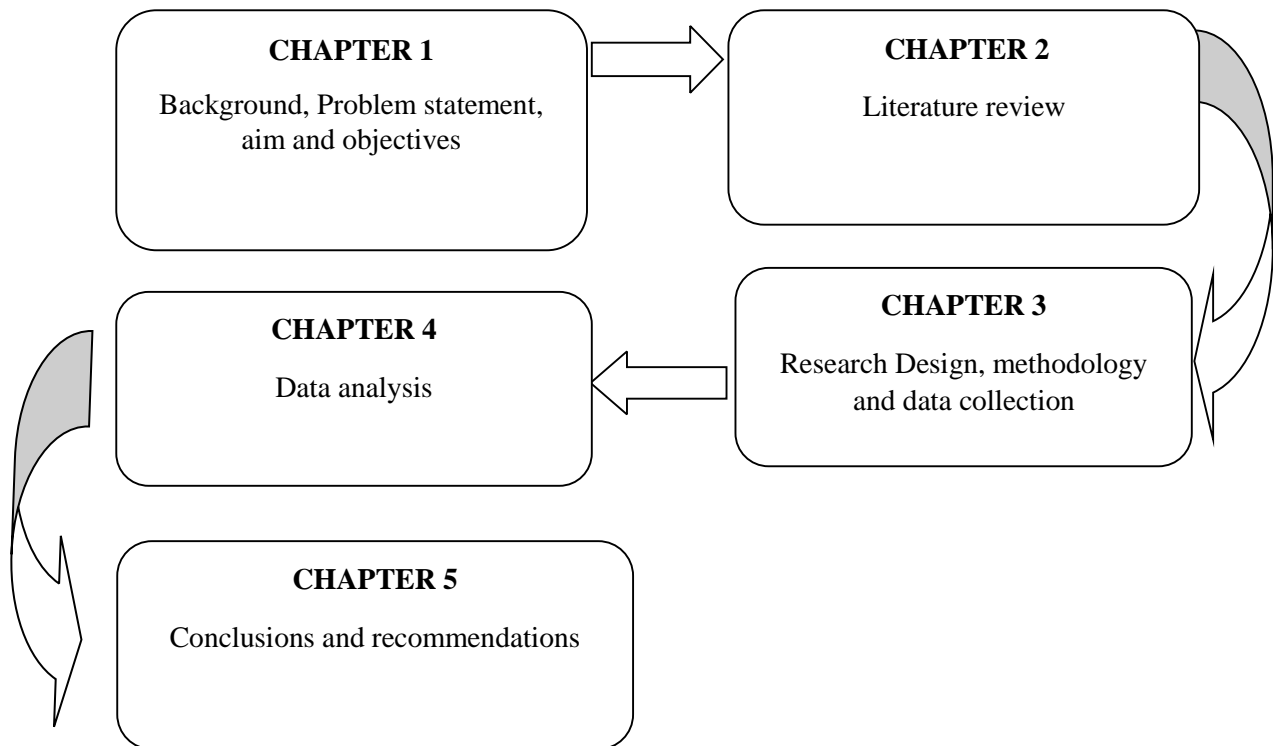 CHAPTER 1
Background, Problem statement,
aim and objectives
CHAPTER 2
Literature review
CHAPTER 3
Research Design, methodology
and data collection
CHAPTER 4
Data analysis
CHAPTER 5
Conclusions and recommendations